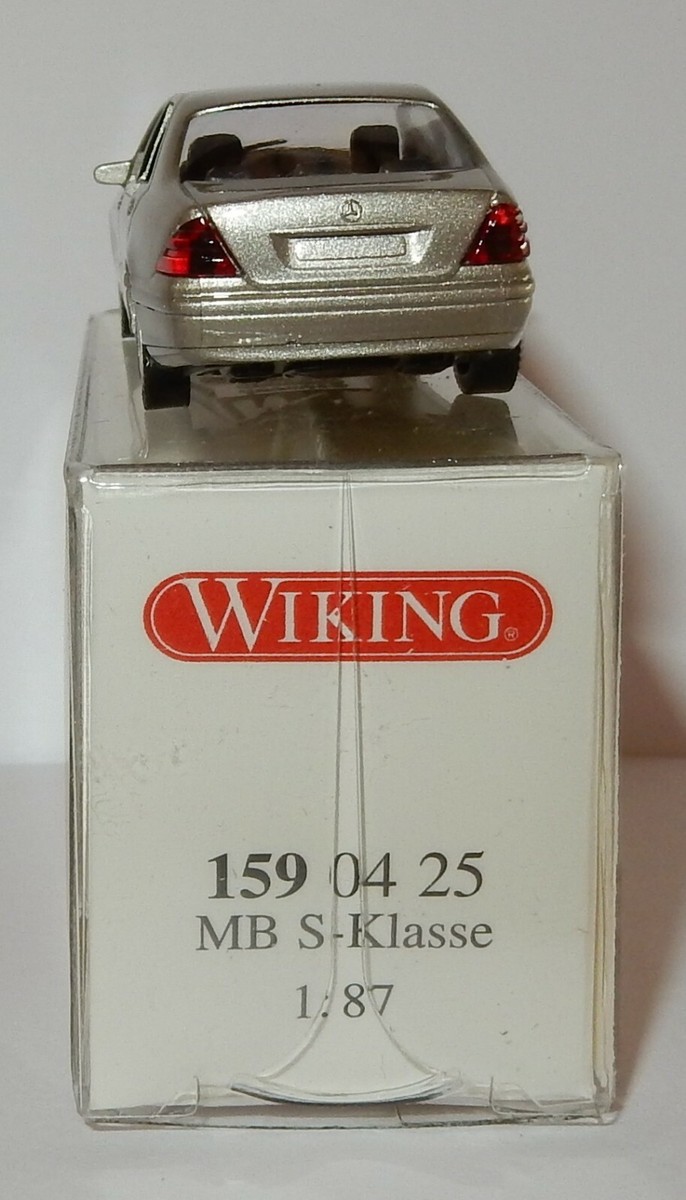 WIKING®
159 04 25
MB S-Klasse
1:87